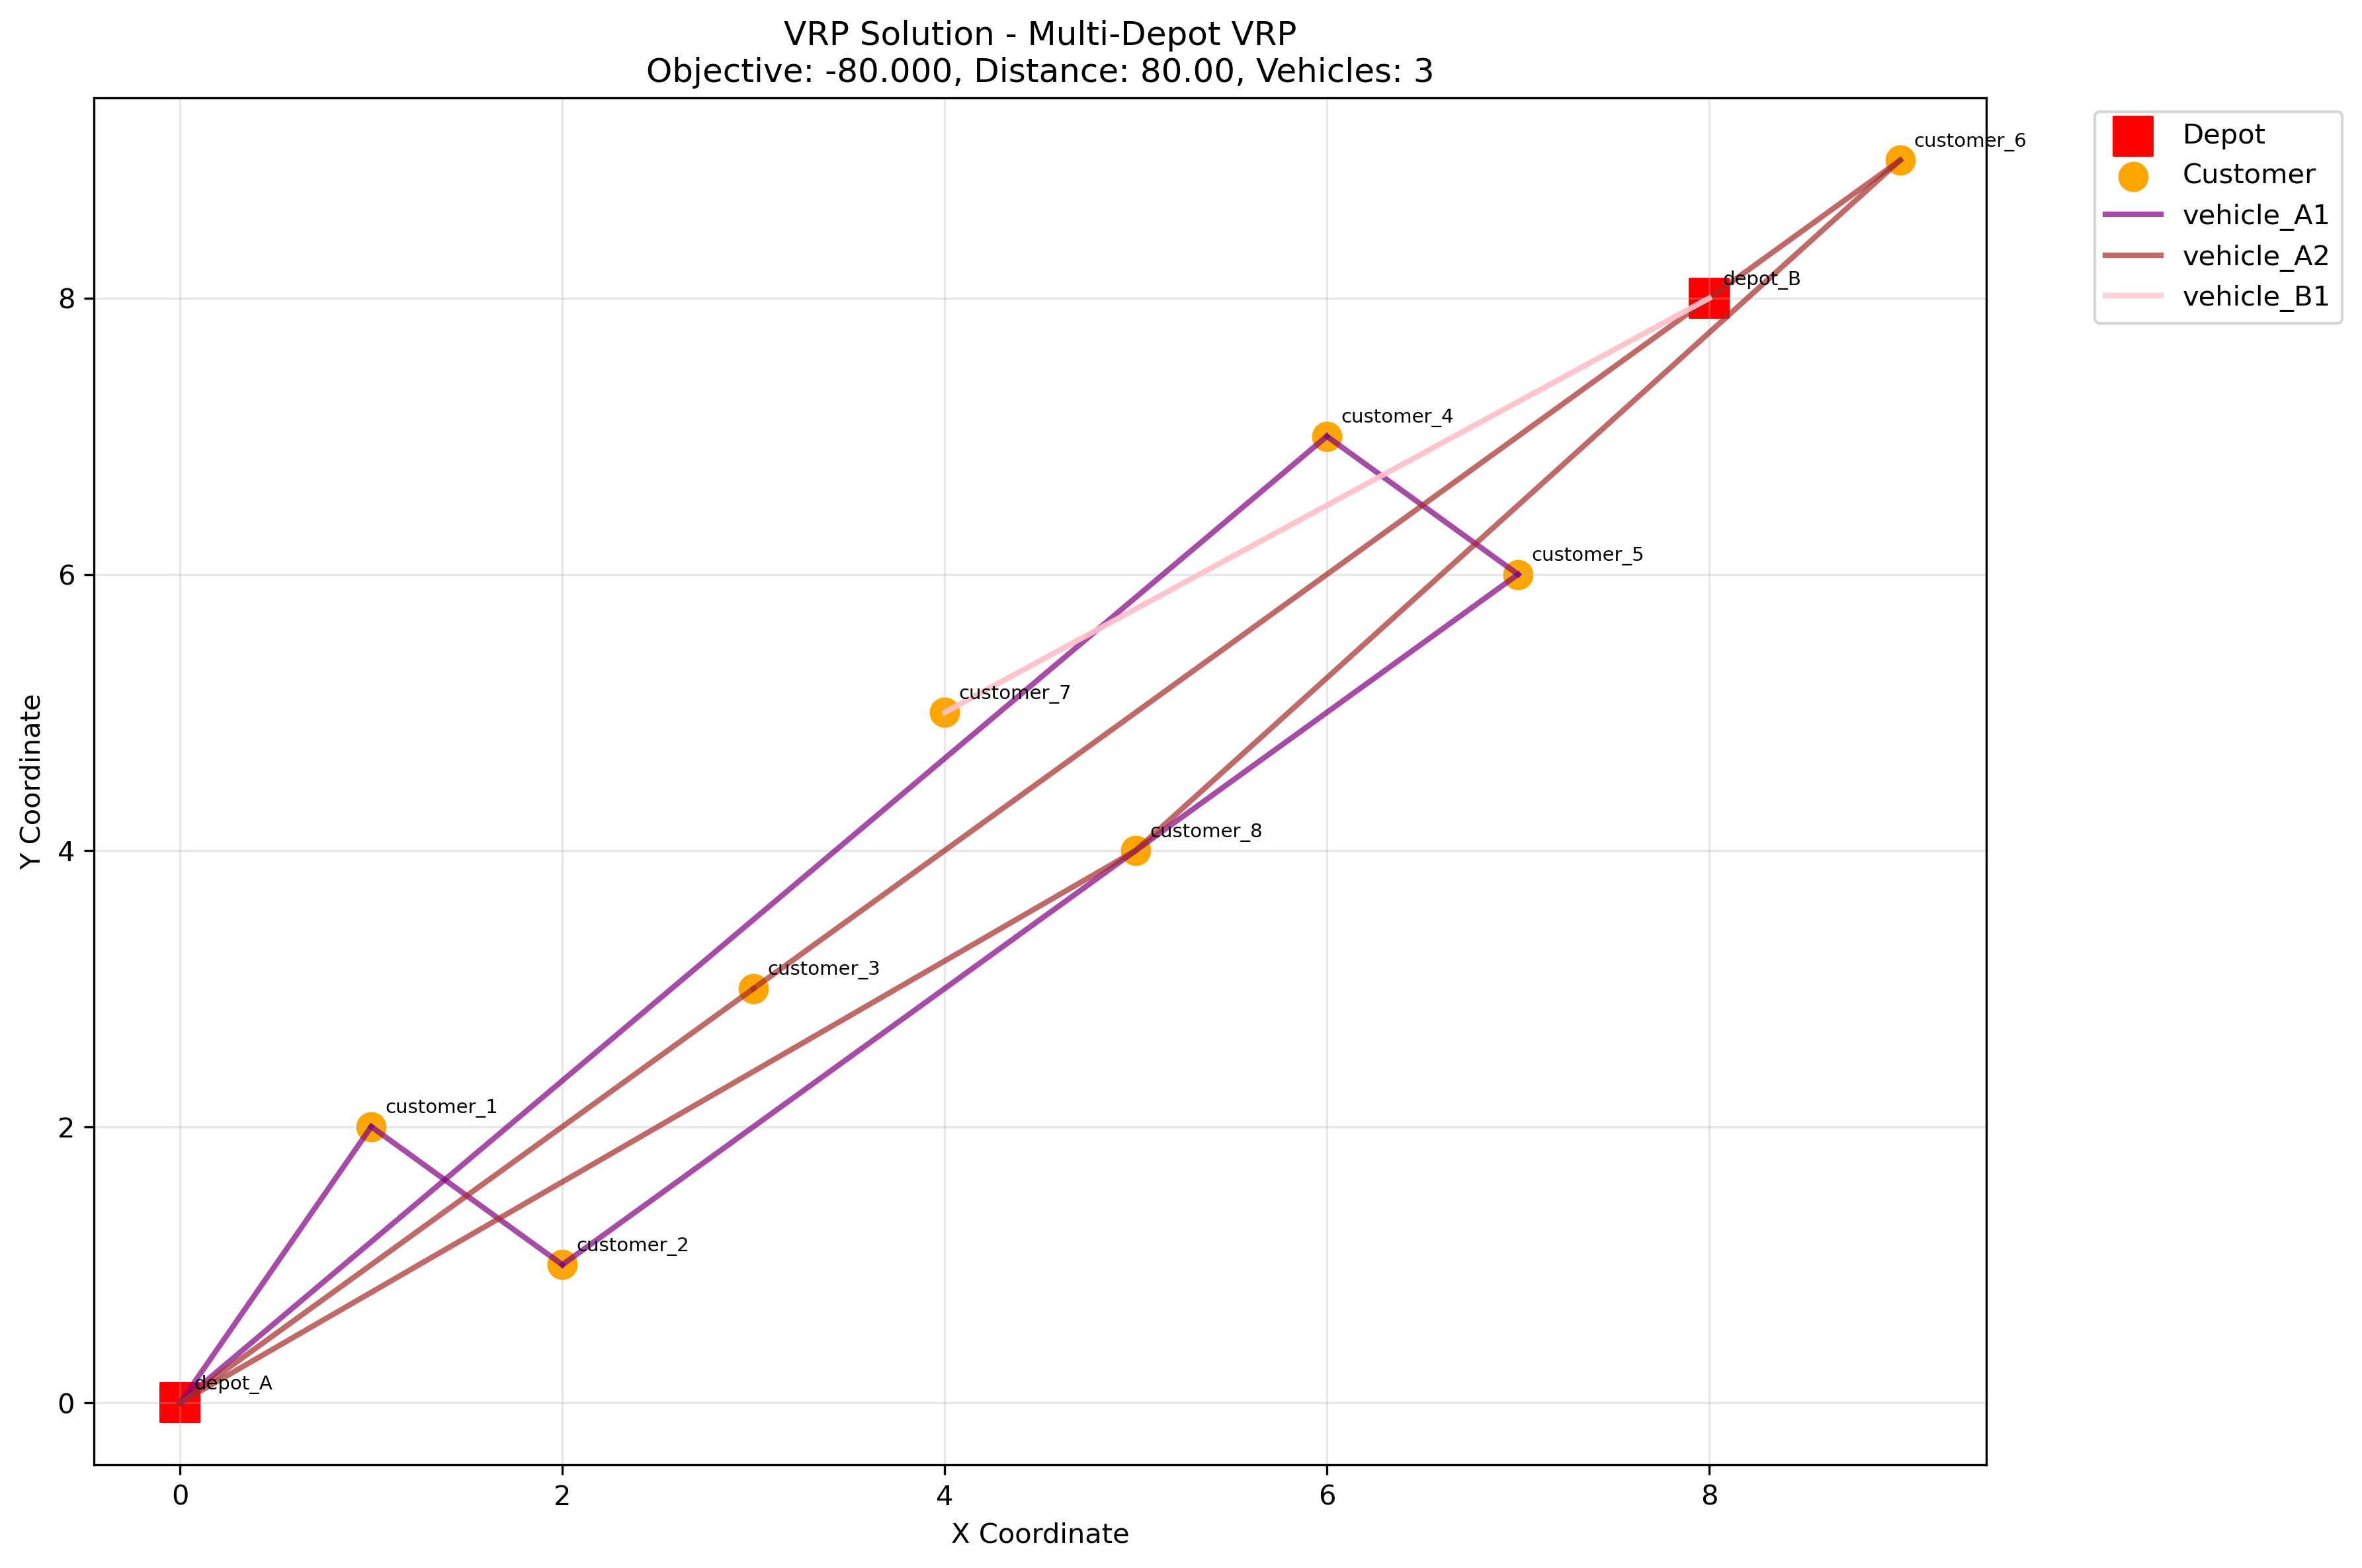 VRP Solution - Multi-Depot VRP
Objective: -80.000, Distance: 80.00, Vehicles: 3
Depot
Customer
vehicle_A1
vehicle_A2
vehicle_B1
customer_6
depot_B
customer_4
customer_5
customer_7
customer_8
customer_3
customer_1
customer_2
depot_A
Y Coordinate
8
6
4
2
0
0 2 4 6 8
X Coordinate